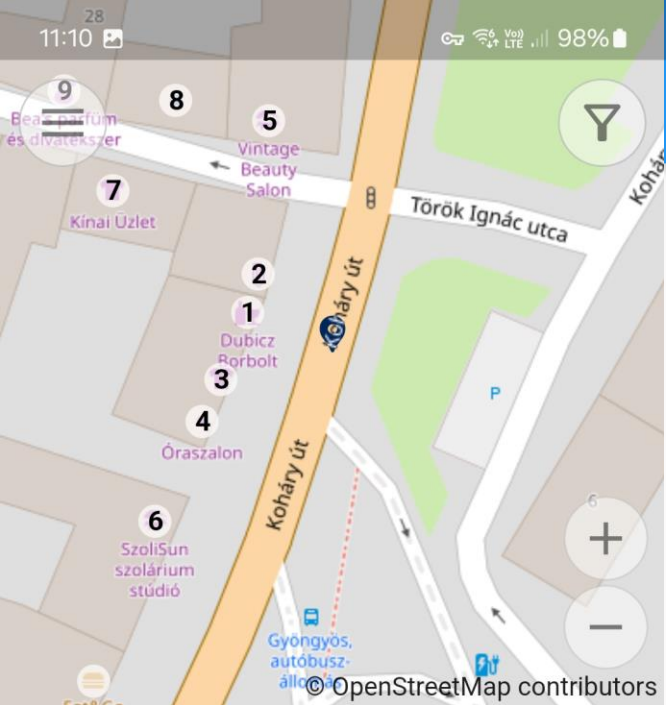 28
11:10
Vo))
LTE
98%
9
8
5
Bea's parfüm
és divatékszer
Vintage
Beauty
Salon
7
Kínai Üzlet
Török Ignác utca
Kohár
2
Koháry út
1
Dubicz
Borbolt
3
P
4
Óraszalon
Koháry út
6
6
SzoliSun
szolárium
stúdió
Gyöngyös,
autóbusz-
állomás
© OpenStreetMap contributors